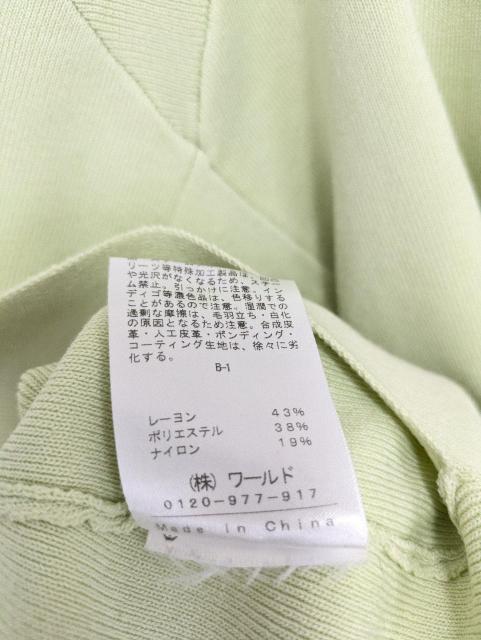 リーツ等特殊加工製品は、
や光沢がなくなるため、スチー
ム禁止。引っかけに注意。イン
ディゴ等濃色品は、色移りする
ことがあるので注意。湿潤での
過剰な摩擦は、毛羽立ち・白化
の原因となるため注意。合成皮
革・人工皮革・ボンディング・
コーティング生地は、徐々に劣
化する。
B-1
レーヨン 43%
ポリエステル 38%
ナイロン 19%
㈱ ワールド
0120-977-917
Made in China